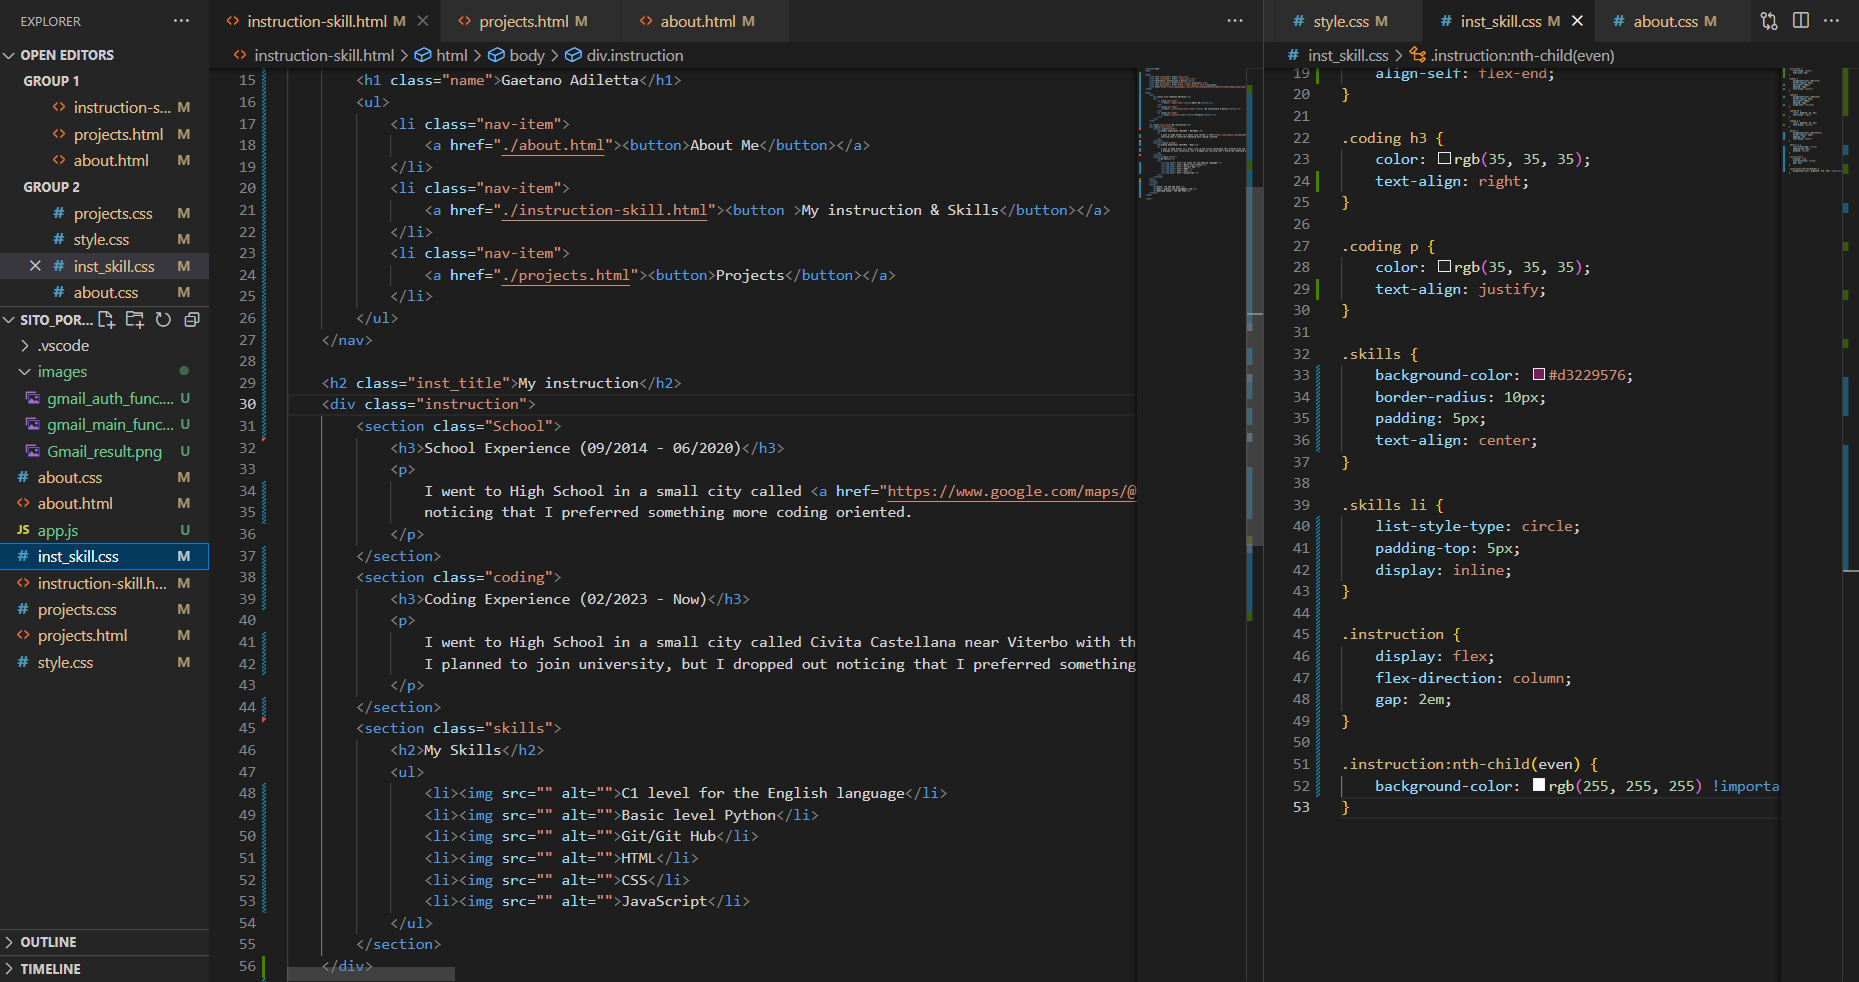 EXPLORER
OPEN EDITORS
GROUP 1
instruction-s... M
projects.html M
about.html M
GROUP 2
projects.css M
style.css M
inst_skill.css M
about.css M
SITO_POR...
.vscode
images
gmail_auth_func.... U
gmail_main_func... U
Gmail_result.png U
about.css M
about.html M
JS app.js U
inst_skill.css M
instruction-skill.h... M
projects.css M
projects.html M
style.css M
OUTLINE
TIMELINE
instruction-skill.html M
projects.html M
about.html M
instruction-skill.html > html > body > div.instruction
15 <h1 class="name">Gaetano Adiletta</h1>
16 <ul>
17 <li class="nav-item">
18 <a href="./about.html"><button>About Me</button></a>
19 </li>
20 <li class="nav-item">
21 <a href="./instruction-skill.html"><button >My instruction & Skills</button></a>
22 </li>
23 <li class="nav-item">
24 <a href="./projects.html"><button>Projects</button></a>
25 </li>
26 </ul>
27 </nav>
28
29 <h2 class="inst_title">My instruction</h2>
30 <div class="instruction">
31 <section class="School">
32 <h3>School Experience (09/2014 - 06/2020)</h3>
33 <p>
34 I went to High School in a small city called <a href="https://www.google.com/maps/@
35 noticing that I preferred something more coding oriented.
36 </p>
37 </section>
38 <section class="coding">
39 <h3>Coding Experience (02/2023 - Now)</h3>
40 <p>
41 I went to High School in a small city called Civita Castellana near Viterbo with th
42 I planned to join university, but I dropped out noticing that I preferred something
43 </p>
44 </section>
45 <section class="skills">
46 <h2>My Skills</h2>
47 <ul>
48 <li><img src="" alt="">C1 level for the English language</li>
49 <li><img src="" alt="">Basic level Python</li>
50 <li><img src="" alt="">Git/Git Hub</li>
51 <li><img src="" alt="">HTML</li>
52 <li><img src="" alt="">CSS</li>
53 <li><img src="" alt="">JavaScript</li>
54 </ul>
55 </section>
56 </div>
# style.css M
# inst_skill.css M
# about.css M
# inst_skill.css > .instruction:nth-child(even)
19 align-self: flex-end;
20 }
21
22 .coding h3 {
23 color: rgb(35, 35, 35);
24 text-align: right;
25 }
26
27 .coding p {
28 color: rgb(35, 35, 35);
29 text-align: justify;
30 }
31
32 .skills {
33 background-color: #d3229576;
34 border-radius: 10px;
35 padding: 5px;
36 text-align: center;
37 }
38
39 .skills li {
40 list-style-type: circle;
41 padding-top: 5px;
42 display: inline;
43 }
44
45 .instruction {
46 display: flex;
47 flex-direction: column;
48 gap: 2em;
49 }
50
51 .instruction:nth-child(even) {
52 background-color: rgb(255, 255, 255) !importa
53 }